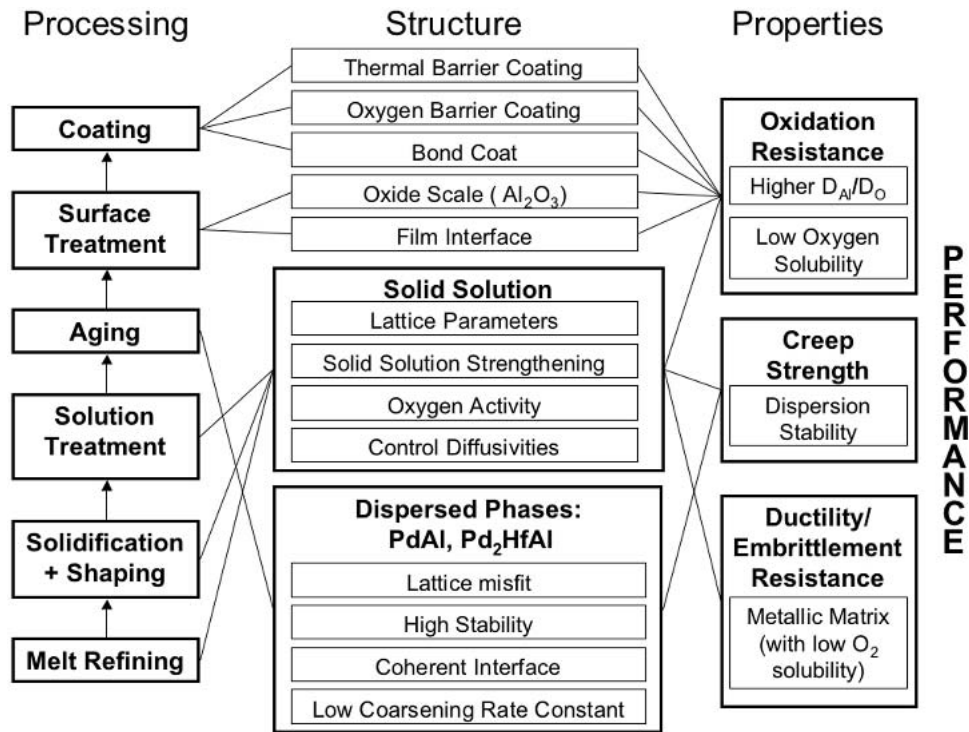 Processing
Structure
Properties
Coating
Surface
Treatment
Aging
Solution
Treatment
Solidification
+ Shaping
Melt Refining
Thermal Barrier Coating
Oxygen Barrier Coating
Bond Coat
Oxide Scale ( Al₂O₃)
Film Interface
Solid Solution
Lattice Parameters
Solid Solution Strengthening
Oxygen Activity
Control Diffusivities
Dispersed Phases:
PdAl, Pd₂HfAl
Lattice misfit
High Stability
Coherent Interface
Low Coarsening Rate Constant
Oxidation
Resistance
Higher D_Al/D_O
Low Oxygen
Solubility
Creep
Strength
Dispersion
Stability
Ductility/
Embrittlement
Resistance
Metallic Matrix
(with low O₂
solubility)
PERFORMANCE